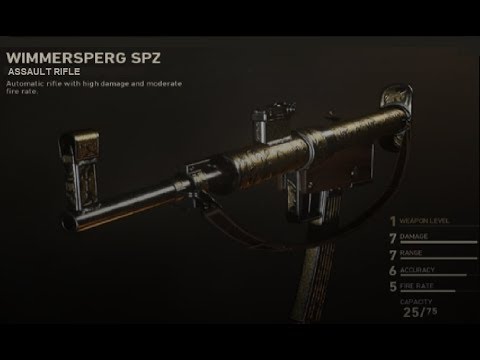 WIMMERSPERG SPZ
ASSAULT RIFLE
Automatic rifle with high damage and moderate
fire rate.
1 WEAPON LEVEL
7 DAMAGE
7 RANGE
6 ACCURACY
5 FIRE RATE
CAPACITY
25/75